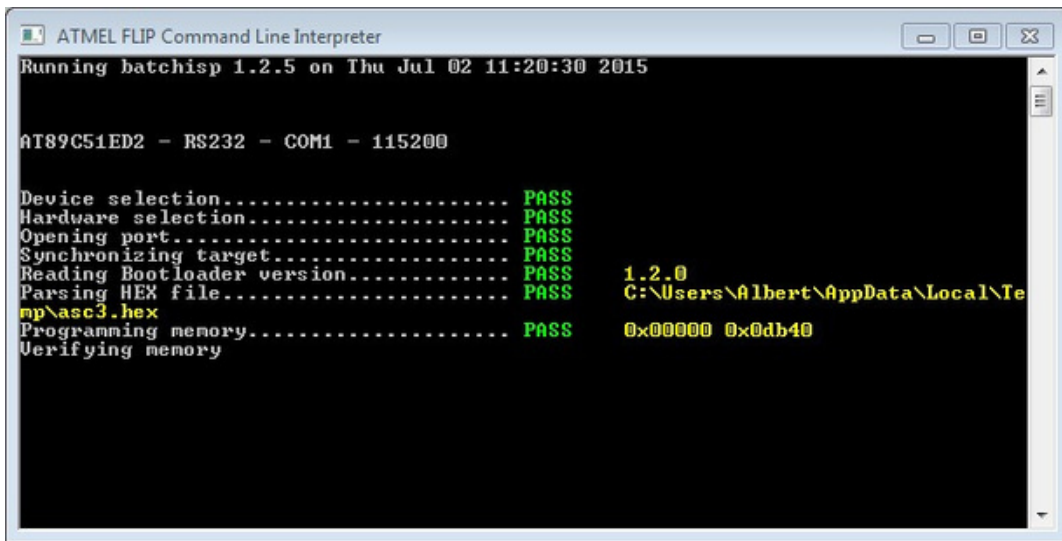 ATMEL FLIP Command Line Interpreter
Running batchisp 1.2.5 on Thu Jul 02 11:20:30 2015
AT89C51ED2 - RS232 - COM1 - 115200
Device selection....................... PASS
Hardware selection..................... PASS
Opening port........................... PASS
Synchronizing target................... PASS
Reading Bootloader version............. PASS 1.2.0
Parsing HEX file....................... PASS C:\Users\Albert\AppData\Local\Te
mp\asc3.hex
Programming memory..................... PASS 0x00000 0x0db40
Verifying memory